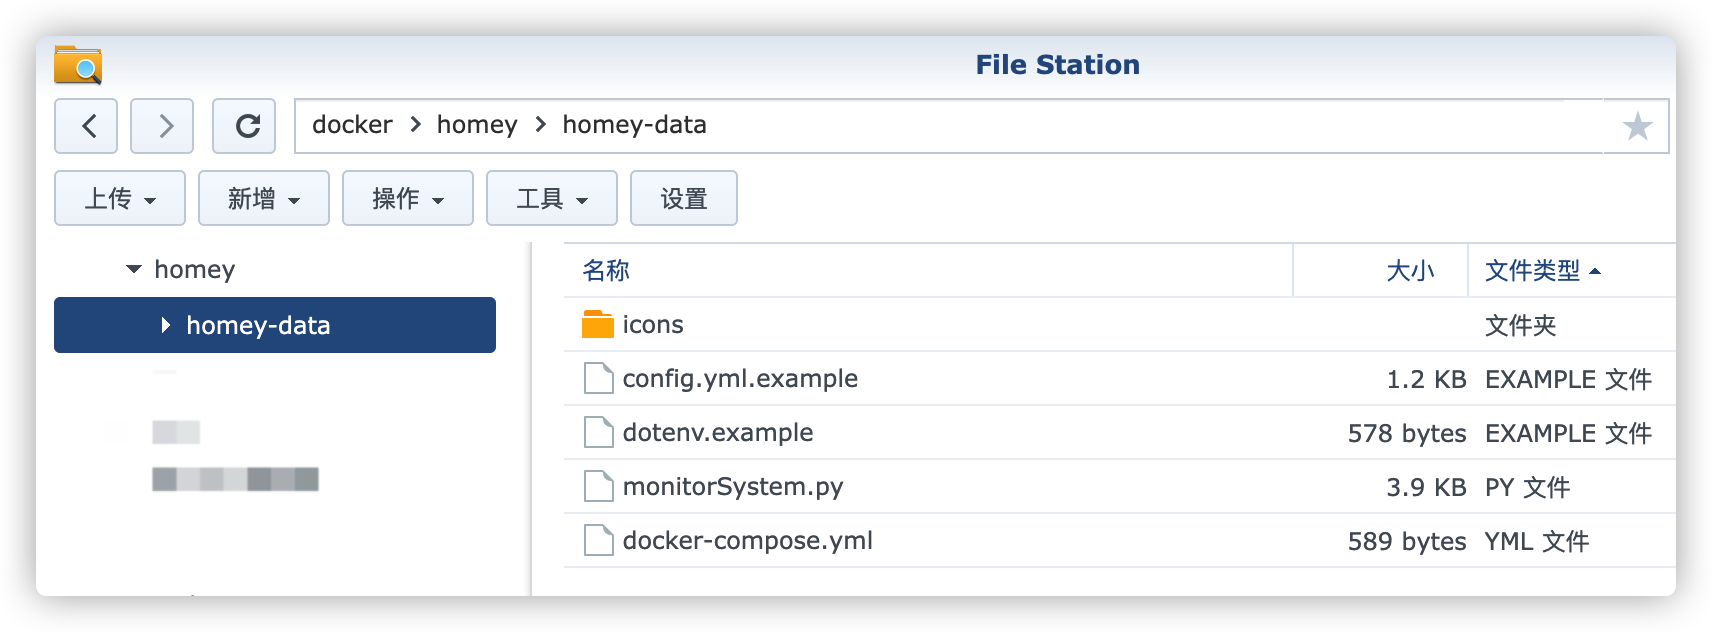 File Station
docker > homey > homey-data
上传 新增 操作 工具 设置
homey
homey-data
名称 大小 文件类型
icons 文件夹
config.yml.example 1.2 KB EXAMPLE 文件
dotenv.example 578 bytes EXAMPLE 文件
monitorSystem.py 3.9 KB PY 文件
docker-compose.yml 589 bytes YML 文件